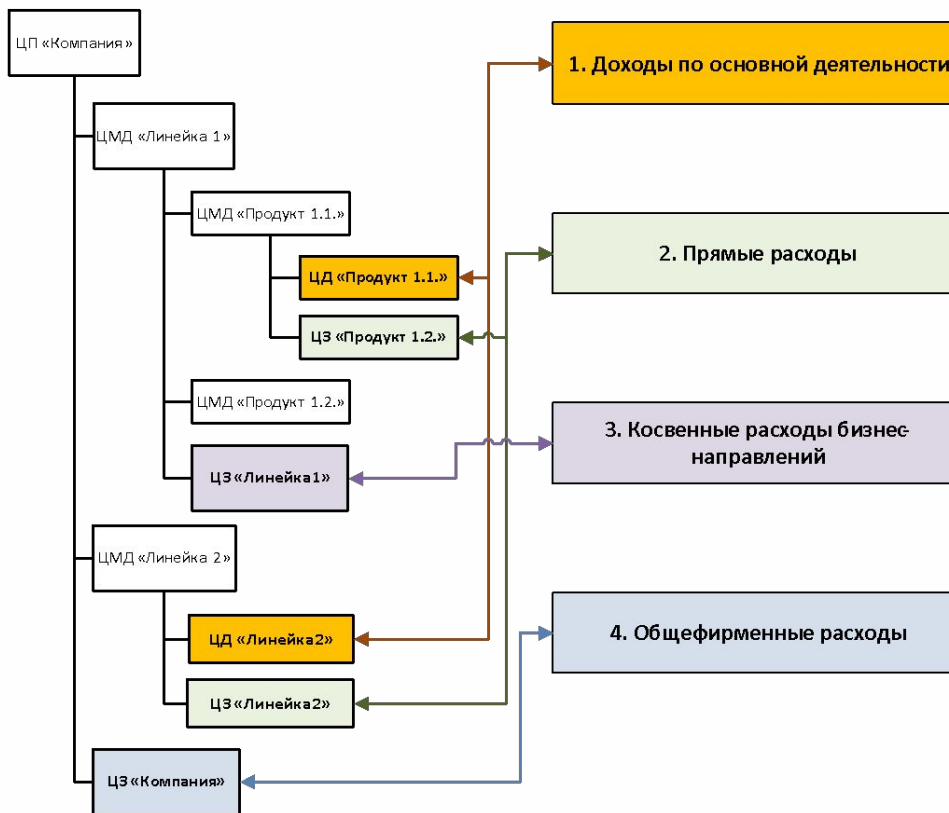 ЦП «Компания»
1. Доходы по основной деятельности
ЦМД «Линейка 1»
ЦМД «Продукт 1.1.»
2. Прямые расходы
ЦД «Продукт 1.1.»
ЦЗ «Продукт 1.2.»
ЦМД «Продукт 1.2.»
3. Косвенные расходы бизнес-
направлений
ЦЗ «Линейка1»
ЦМД «Линейка 2»
ЦД «Линейка2»
4. Общефирменные расходы
ЦЗ «Линейка2»
ЦЗ «Компания»